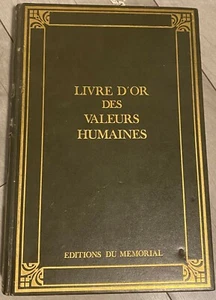 LIVRE D'OR
DES
VALEURS
HUMAINES
EDITIONS DU MEMORIAL